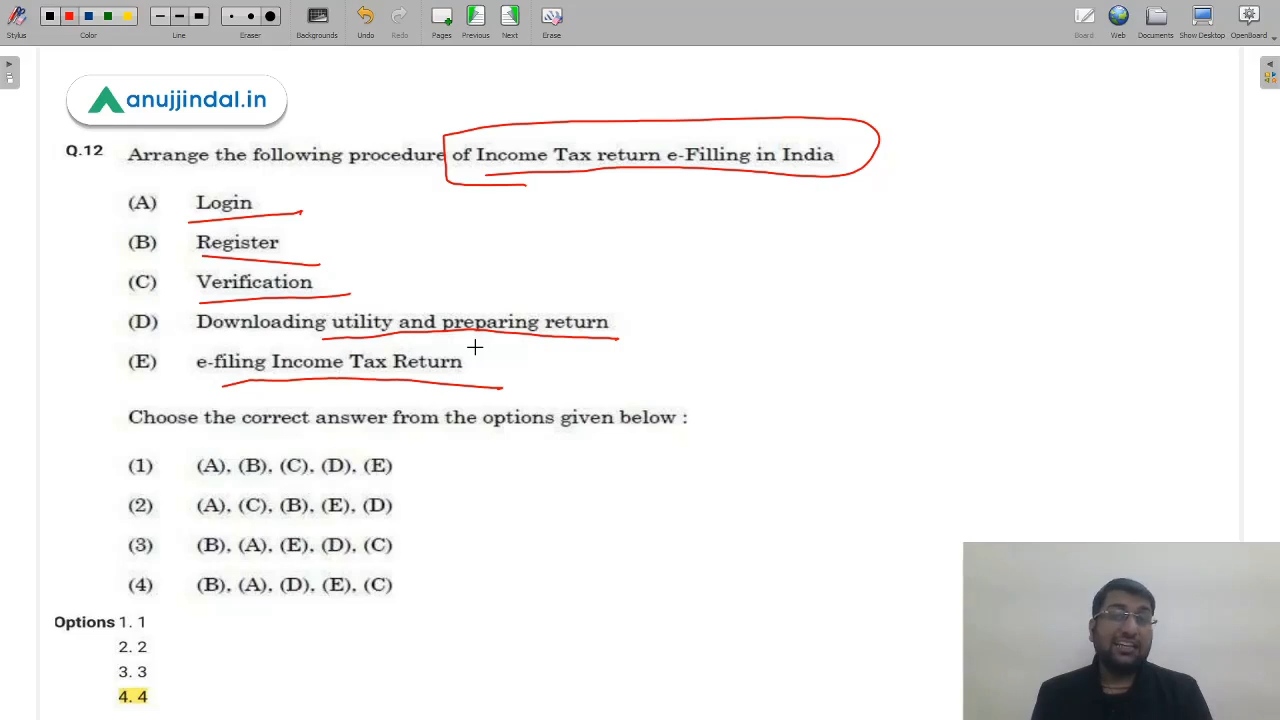 Stylus
Color
Line
Eraser
Backgrounds
Undo
Redo
Pages
Previous
Next
Erase
Board
Web
Documents
Show Desktop
OpenBoard
anujjindal.in
Q.12 Arrange the following procedure of Income Tax return e-Filling in India
(A) Login
(B) Register
(C) Verification
(D) Downloading utility and preparing return
(E) e-filing Income Tax Return
Choose the correct answer from the options given below :
(1) (A), (B), (C), (D), (E)
(2) (A), (C), (B), (E), (D)
(3) (B), (A), (E), (D), (C)
(4) (B), (A), (D), (E), (C)
Options 1. 1
2. 2
3. 3
4. 4